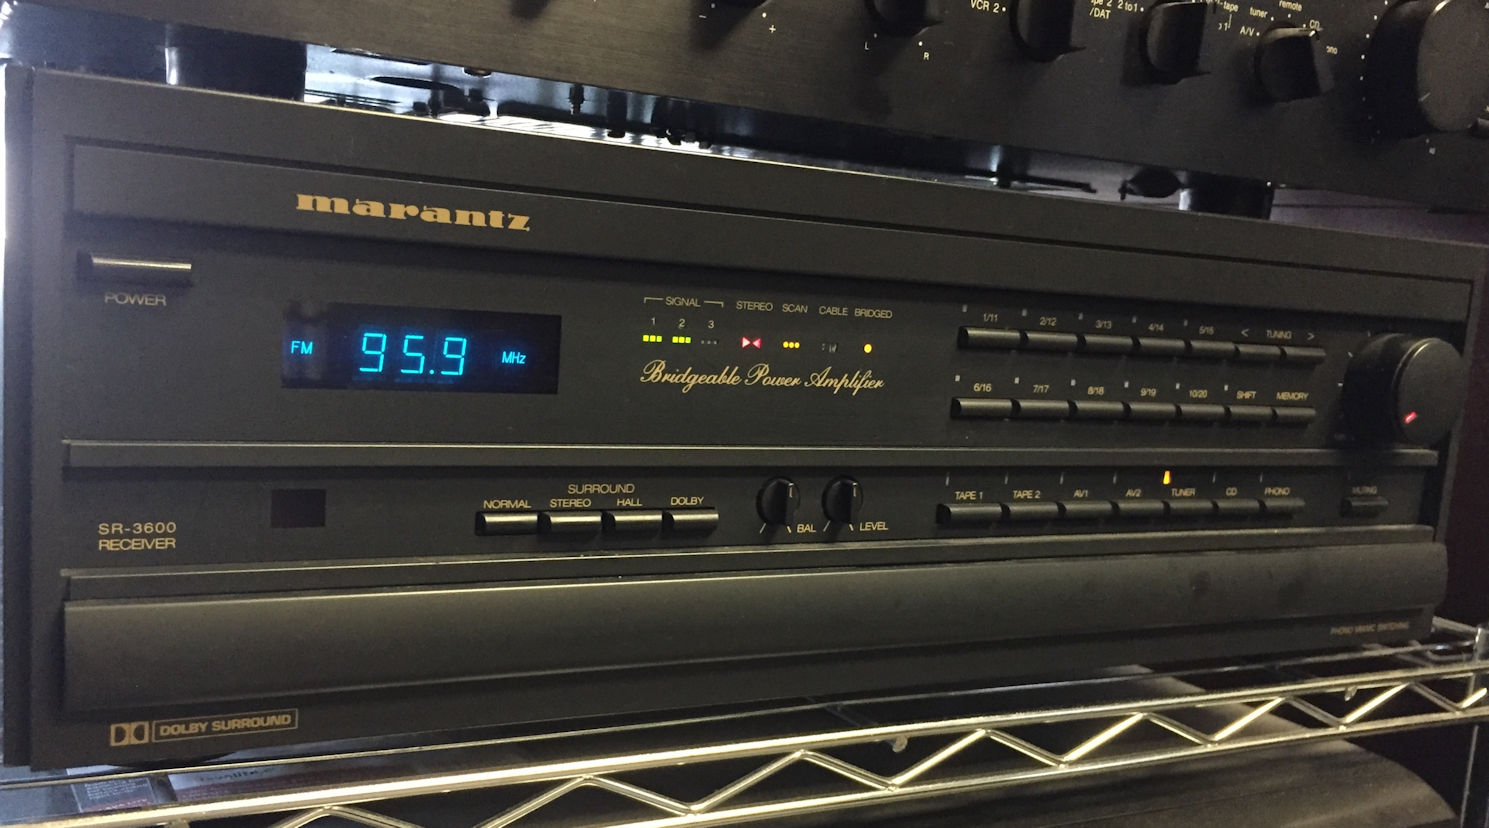 VCR 2
/DAT
2 to 1
tuner
remote
A/V
CD
L
R
marantz
POWER
FM 95.9 MHz
SIGNAL STEREO SCAN CABLE BRIDGED
1 2 3
Bridgeable Power Amplifier
1/11 2/12 3/13 4/14 5/15 < TUNING >
6/16 7/17 8/18 9/19 10/20 SHIFT MEMORY
SR-3600
RECEIVER
SURROUND
NORMAL STEREO HALL DOLBY
BAL LEVEL
TAPE 1 TAPE 2 AV1 AV2 TUNER CD PHONO MUTING
DOLBY SURROUND